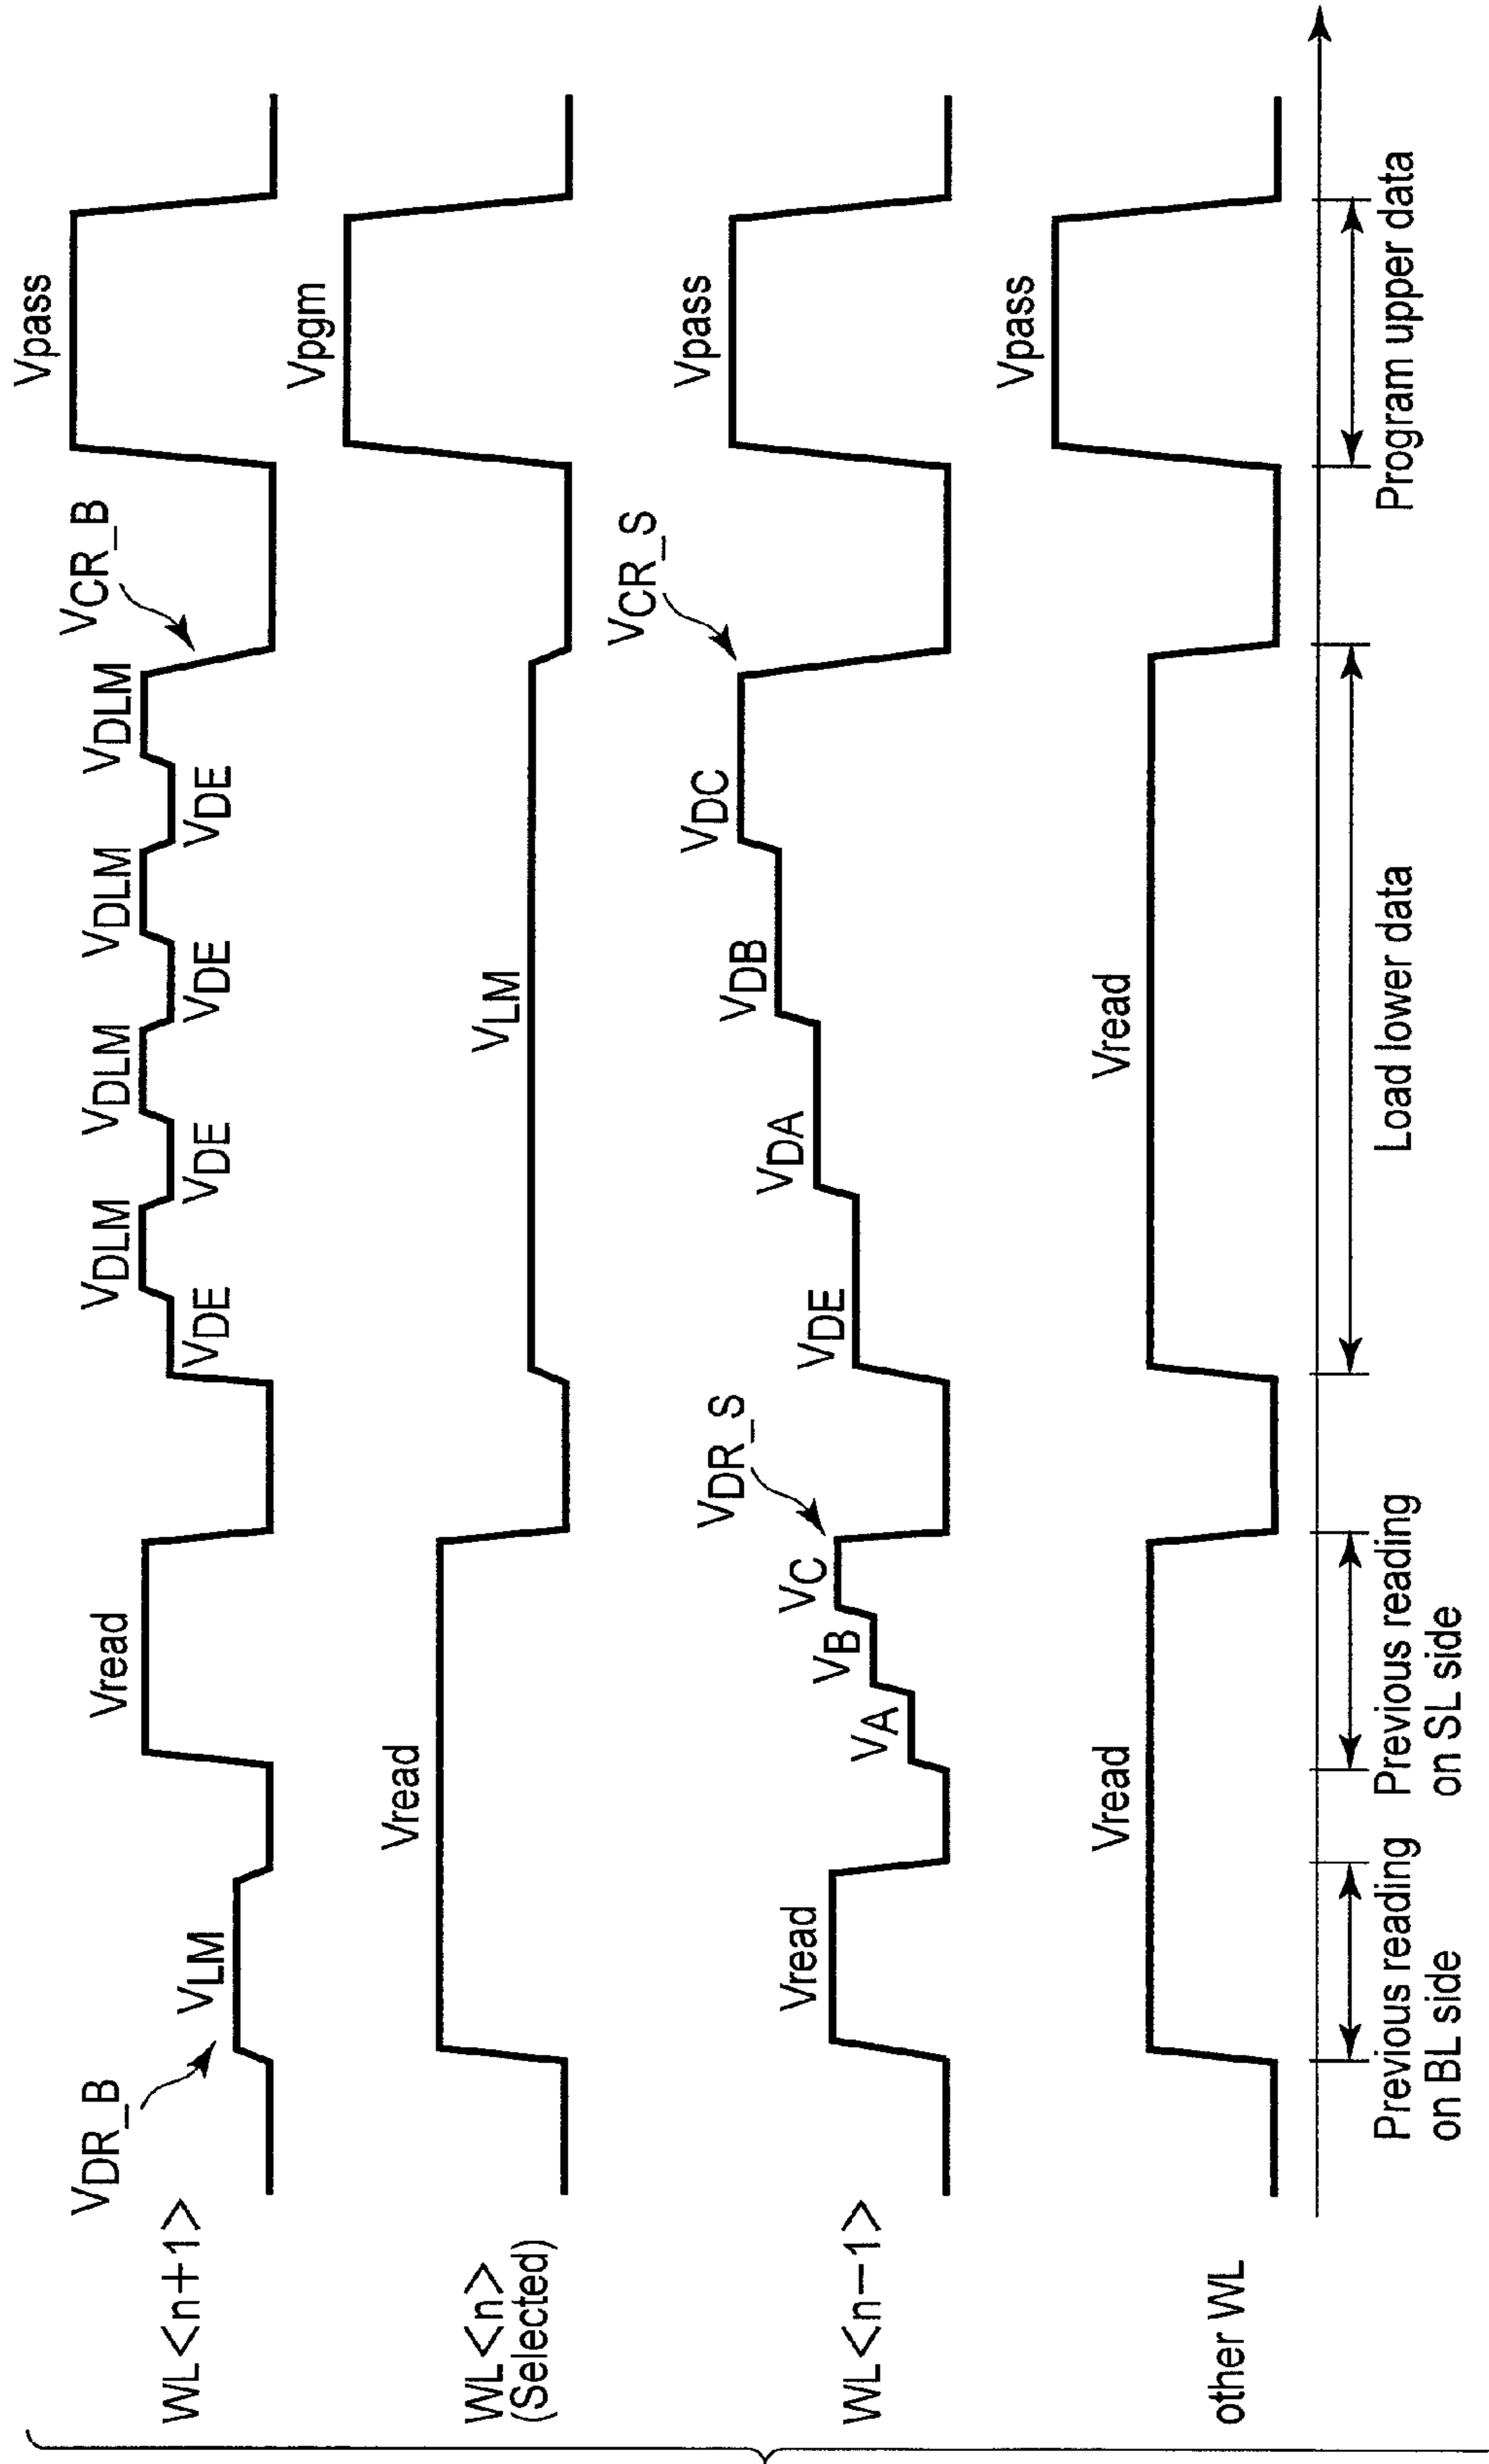 WL<n+1>
VDR_B
VLM
Vread
VDE
VDLM
VDE
VDLM
VDE
VDLM
VDE
VDLM
VCR_B
Vpass
WL<n>
(Selected)
Vread
VLM
Vpgm
WL<n-1>
Vread
VA
VB
VC
VDR_S
VDE
VDA
VDB
VDC
VCR_S
Vpass
other WL
Vread
Vread
Vpass
Previous reading
on BL side
Previous reading
on SL side
Load lower data
Program upper data